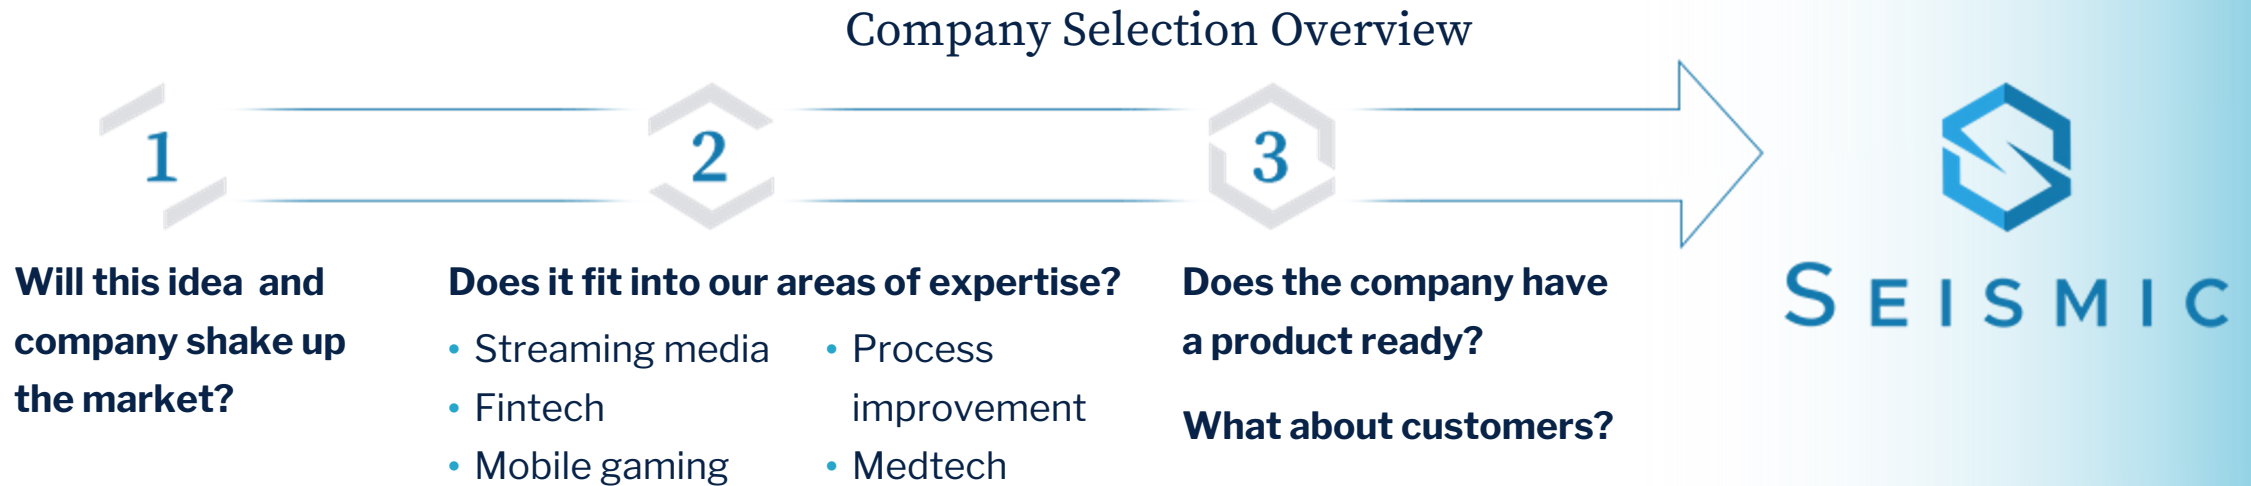 Company Selection Overview
1
2
3
Will this idea and
company shake up
the market?
Does it fit into our areas of expertise?
• Streaming media
• Fintech
• Mobile gaming
• Process
improvement
• Medtech
Does the company have
a product ready?
What about customers?
SEISMIC